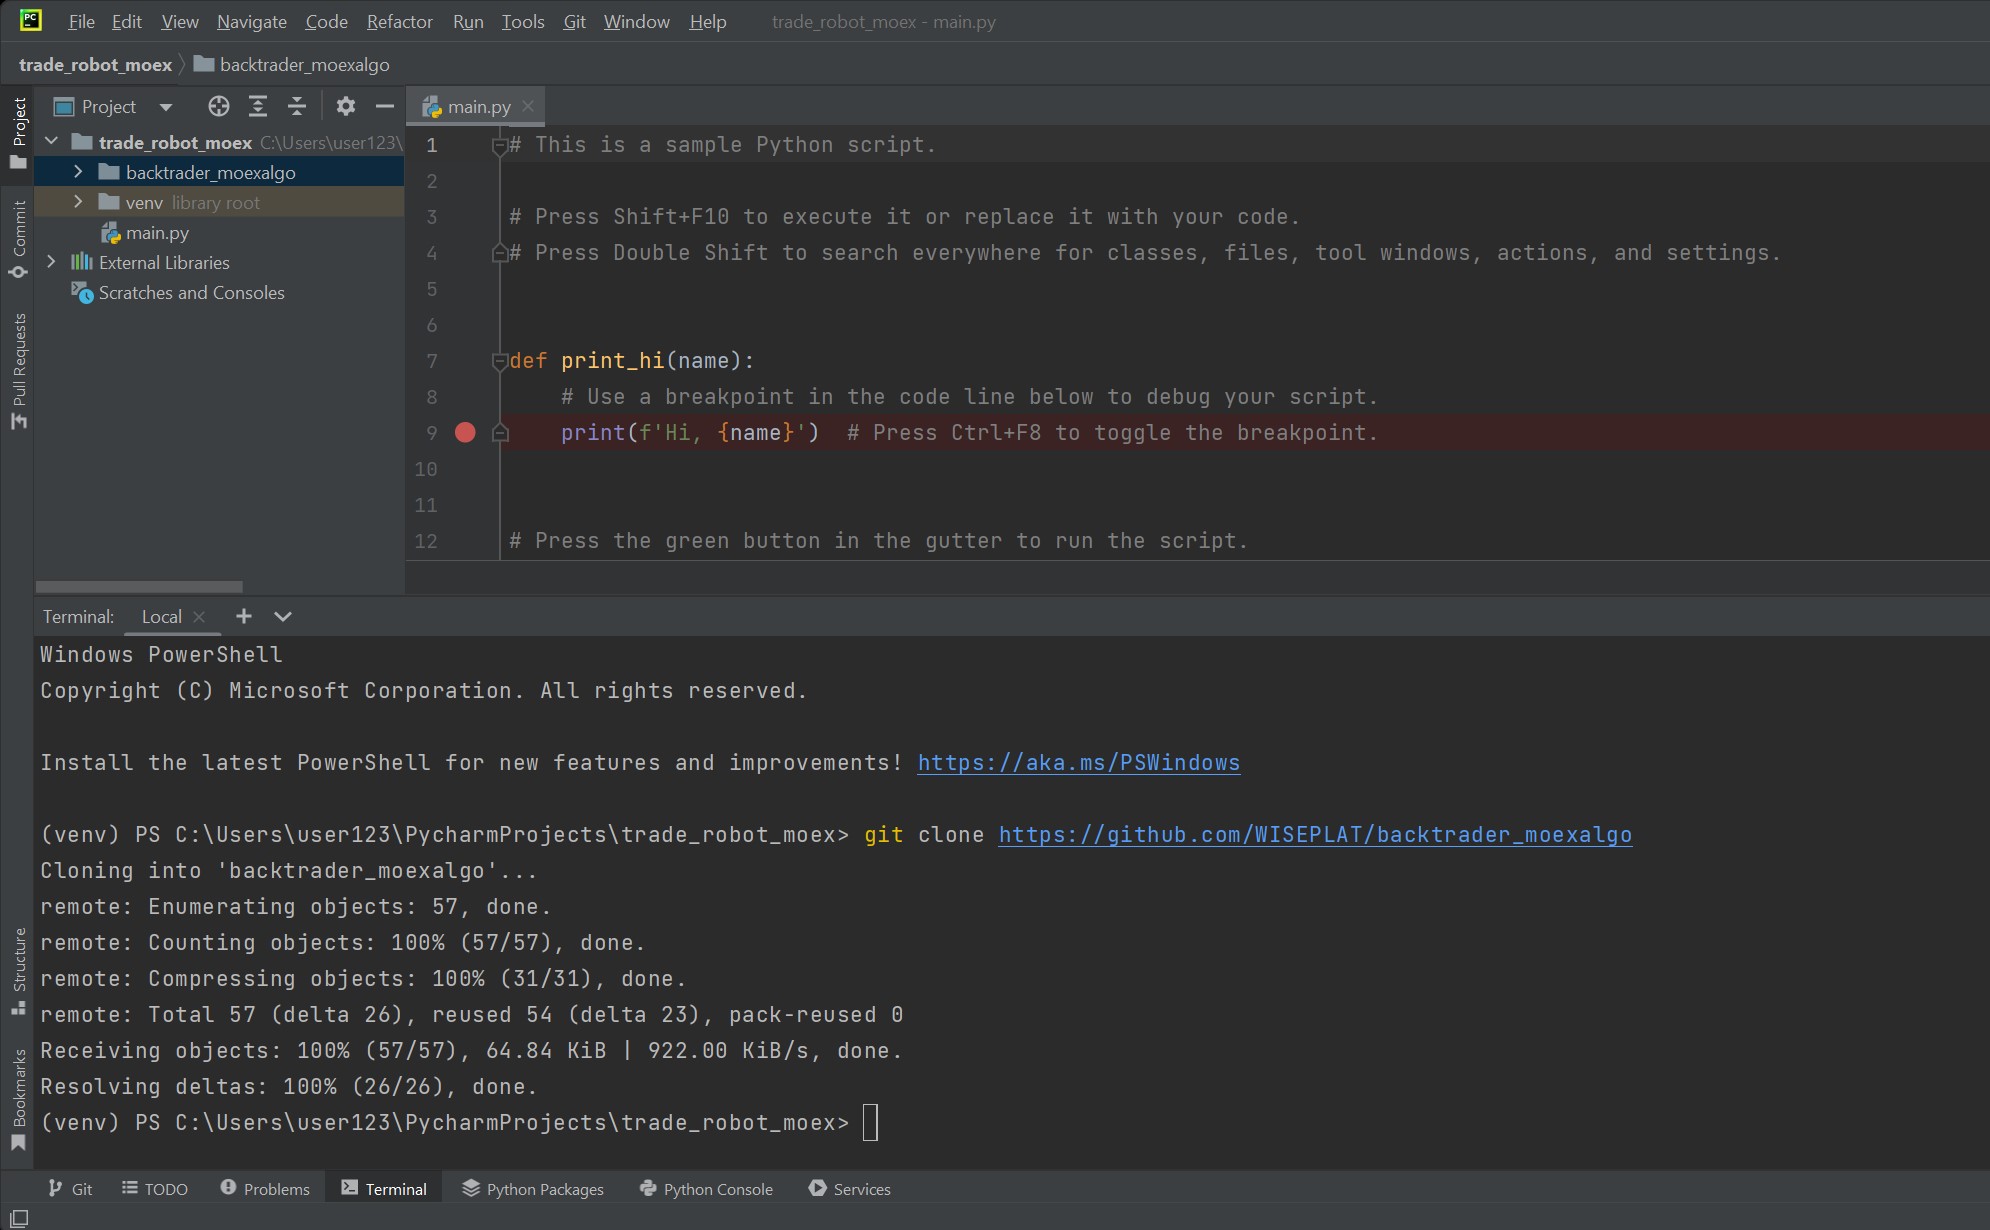 PC
File Edit View Navigate Code Refactor Run Tools Git Window Help trade_robot_moex - main.py
trade_robot_moex backtrader_moexalgo
Project
Commit
Pull Requests
Structure
Bookmarks
Project
trade_robot_moex C:\Users\user123\
backtrader_moexalgo
venv library root
main.py
External Libraries
Scratches and Consoles
main.py
1 # This is a sample Python script.
2
3 # Press Shift+F10 to execute it or replace it with your code.
4 # Press Double Shift to search everywhere for classes, files, tool windows, actions, and settings.
5
6
7 def print_hi(name):
8 # Use a breakpoint in the code line below to debug your script.
9 print(f'Hi, {name}') # Press Ctrl+F8 to toggle the breakpoint.
10
11
12 # Press the green button in the gutter to run the script.
Terminal: Local
Windows PowerShell
Copyright (C) Microsoft Corporation. All rights reserved.
Install the latest PowerShell for new features and improvements! https://aka.ms/PSWindows
(venv) PS C:\Users\user123\PycharmProjects\trade_robot_moex> git clone https://github.com/WISEPLAT/backtrader_moexalgo
Cloning into 'backtrader_moexalgo'...
remote: Enumerating objects: 57, done.
remote: Counting objects: 100% (57/57), done.
remote: Compressing objects: 100% (31/31), done.
remote: Total 57 (delta 26), reused 54 (delta 23), pack-reused 0
Receiving objects: 100% (57/57), 64.84 KiB | 922.00 KiB/s, done.
Resolving deltas: 100% (26/26), done.
(venv) PS C:\Users\user123\PycharmProjects\trade_robot_moex>
Git TODO Problems Terminal Python Packages Python Console Services